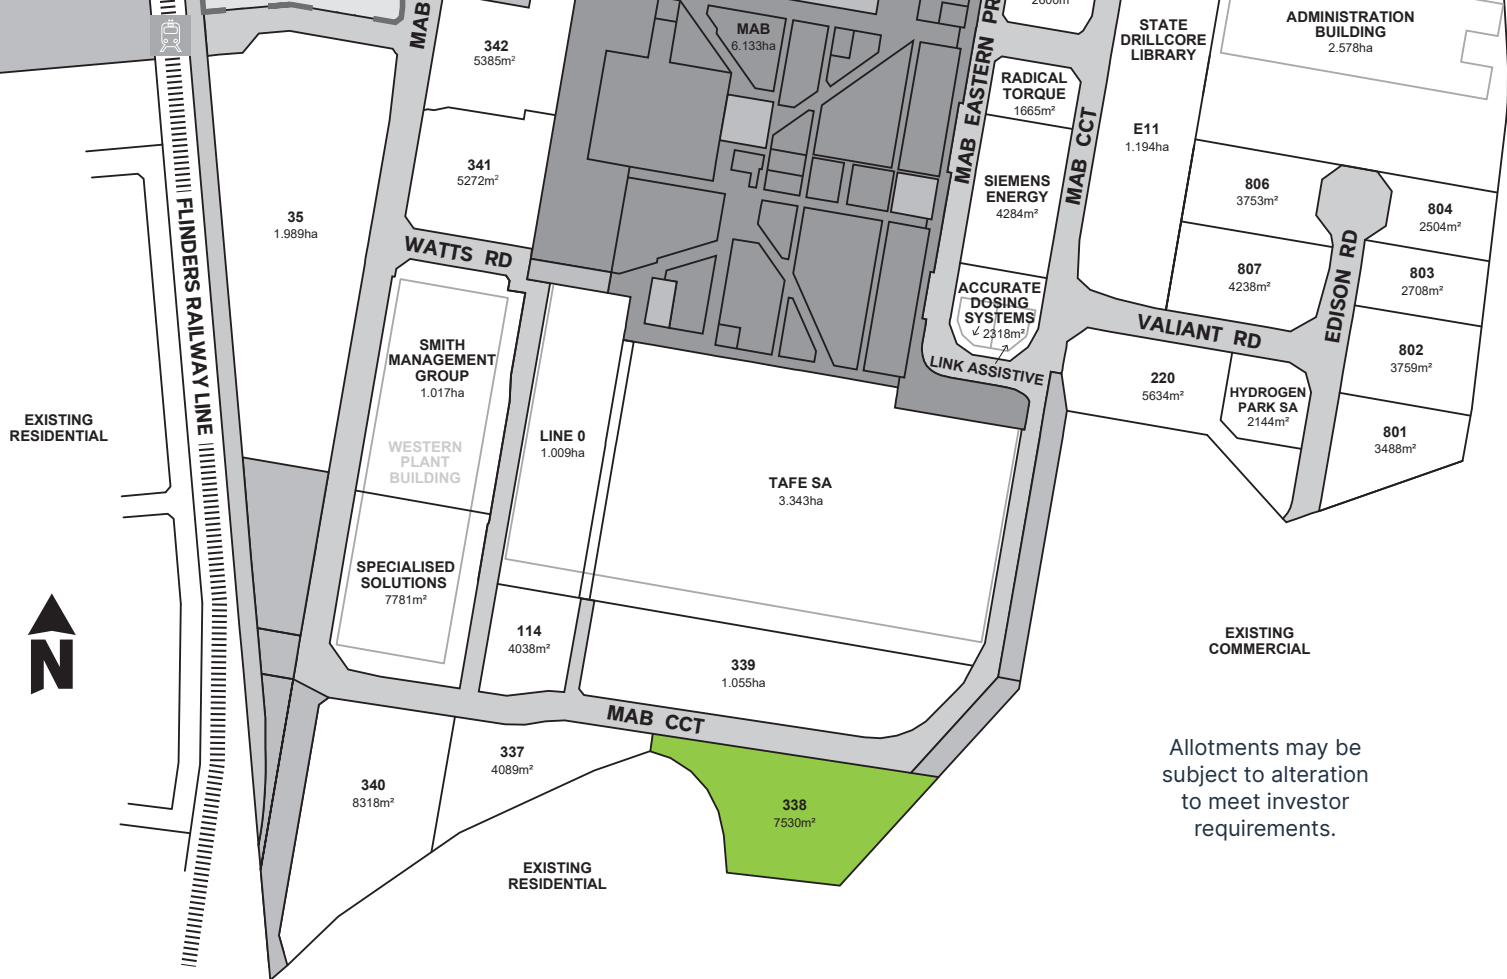 MAB
342
5385m²
MAB
6.133ha
MAB EASTERN PR
2600m²
STATE
DRILLCORE
LIBRARY
E11
1.194ha
ADMINISTRATION
BUILDING
2.578ha
RADICAL
TORQUE
1665m²
MAB CCT
341
5272m²
SIEMENS
ENERGY
4284m²
806
3753m²
804
2504m²
35
1.989ha
WATTS RD
FLINDERS RAILWAY LINE
807
4238m²
803
2708m²
EDISON RD
ACCURATE
DOSING
SYSTEMS
2318m²
LINK ASSISTIVE
VALIANT RD
SMITH
MANAGEMENT
GROUP
1.017ha
802
3759m²
220
5634m²
HYDROGEN
PARK SA
2144m²
801
3488m²
EXISTING
RESIDENTIAL
WESTERN
PLANT
BUILDING
LINE 0
1.009ha
TAFE SA
3.343ha
SPECIALISED
SOLUTIONS
7781m²
N
114
4038m²
339
1.055ha
EXISTING
COMMERCIAL
MAB CCT
337
4089m²
340
8318m²
338
7530m²
EXISTING
RESIDENTIAL
Allotments may be
subject to alteration
to meet investor
requirements.